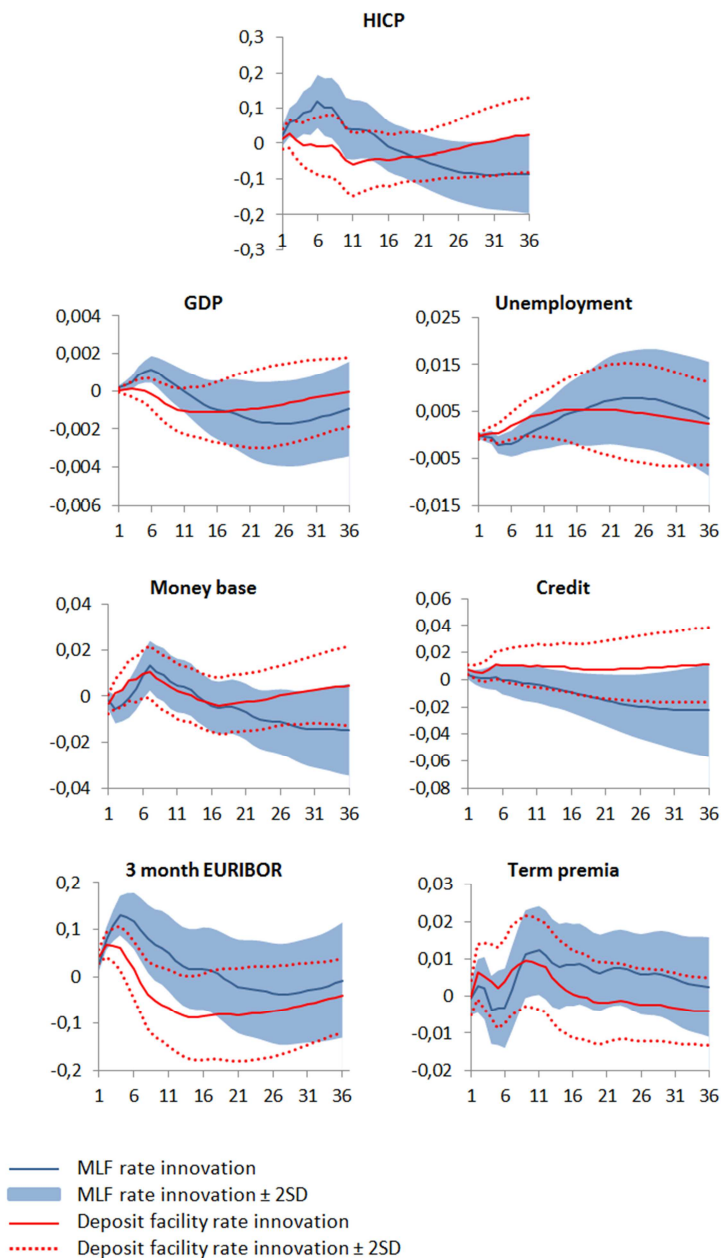 HICP
0,3
0,2
0,1
0
-0,1
-0,2
-0,3
1 6 11 16 21 26 31 36
GDP
0,004
0,002
0
-0,002
-0,004
-0,006
1 6 11 16 21 26 31 36
Unemployment
0,025
0,015
0,005
-0,005
-0,015
1 6 11 16 21 26 31 36
Money base
0,04
0,02
0
-0,02
-0,04
1 6 11 16 21 26 31 36
Credit
0,06
0,04
0,02
0
-0,02
-0,04
-0,06
-0,08
1 6 11 16 21 26 31 36
3 month EURIBOR
0,2
0,1
0
-0,1
-0,2
1 6 11 16 21 26 31 36
Term premia
0,03
0,02
0,01
0
-0,01
-0,02
1 6 11 16 21 26 31 36
MLF rate innovation
MLF rate innovation ± 2SD
Deposit facility rate innovation
Deposit facility rate innovation ± 2SD